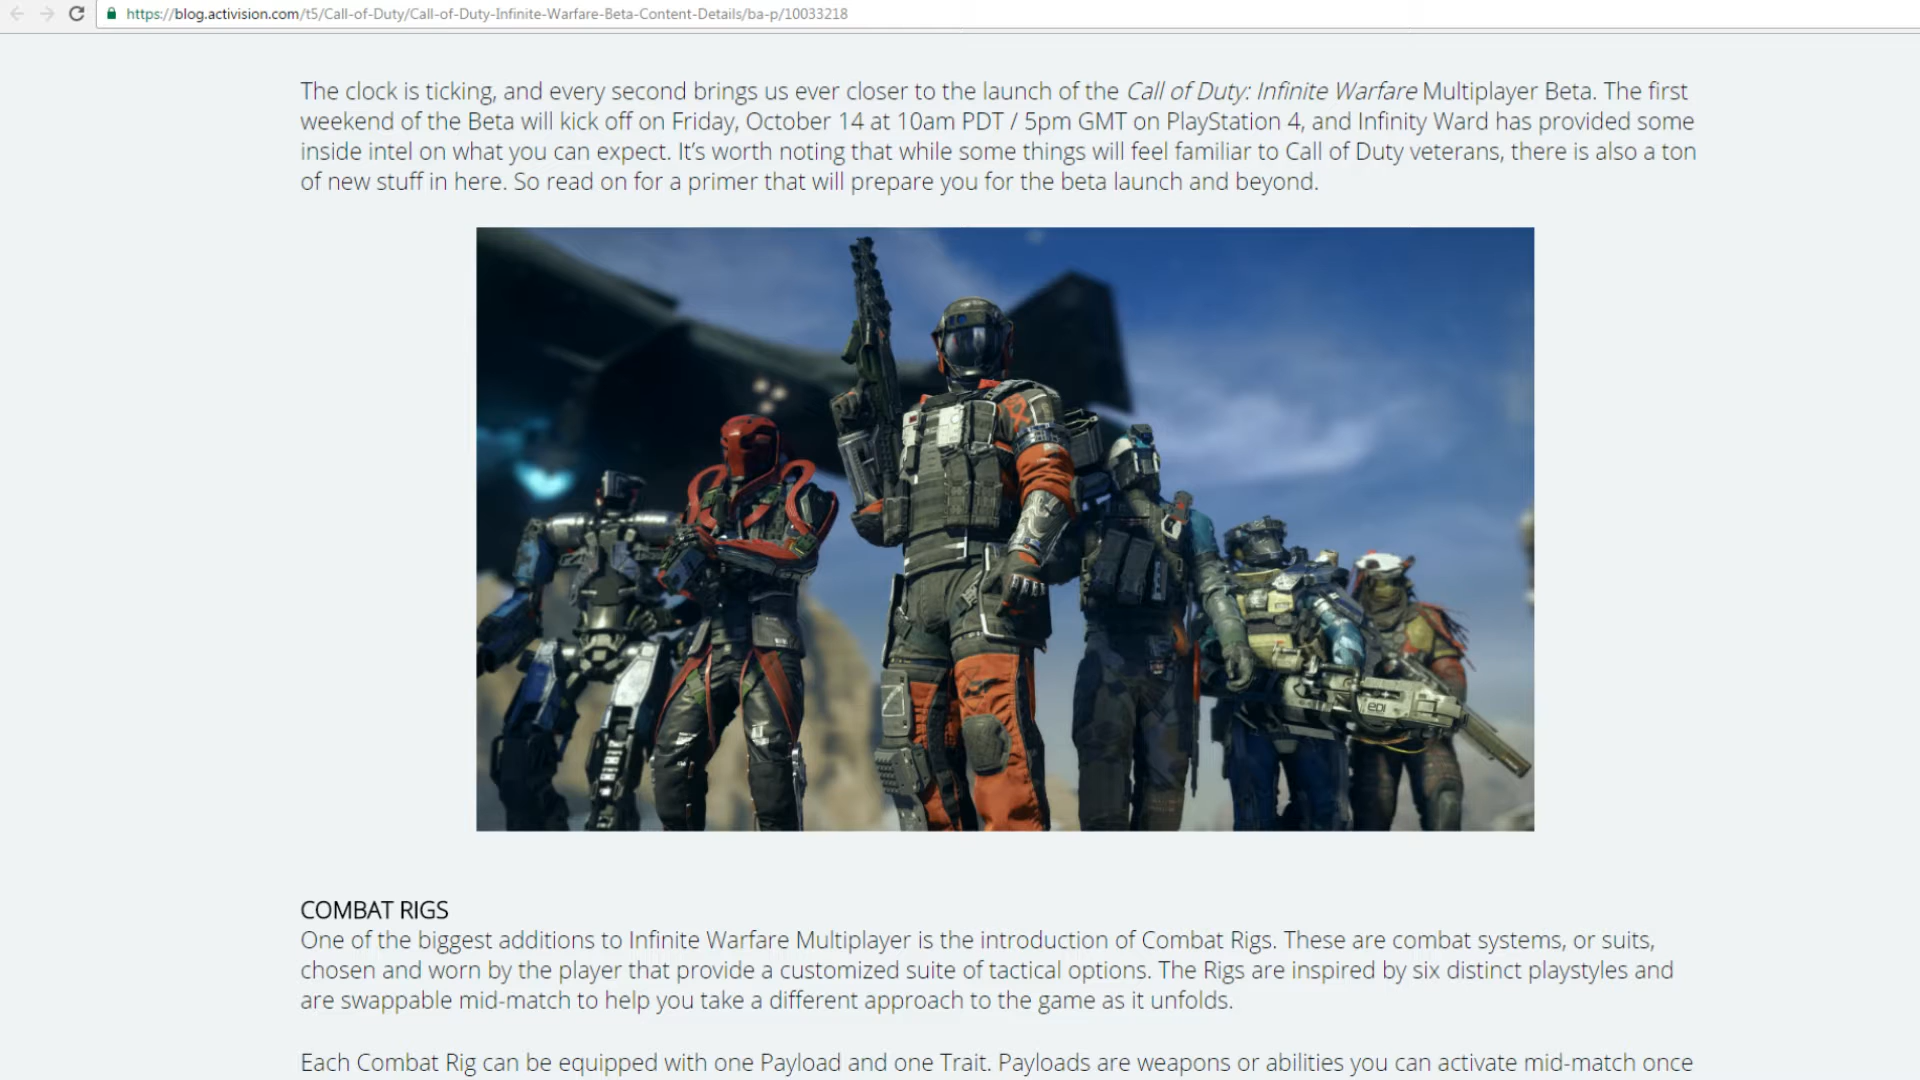 https://blog.activision.com/t5/Call-of-Duty/Call-of-Duty-Infinite-Warfare-Beta-Content-Details/ba-p/10033218
The clock is ticking, and every second brings us ever closer to the launch of the Call of Duty: Infinite Warfare Multiplayer Beta. The first
weekend of the Beta will kick off on Friday, October 14 at 10am PDT / 5pm GMT on PlayStation 4, and Infinity Ward has provided some
inside intel on what you can expect. It’s worth noting that while some things will feel familiar to Call of Duty veterans, there is also a ton
of new stuff in here. So read on for a primer that will prepare you for the beta launch and beyond.
EDI
COMBAT RIGS
One of the biggest additions to Infinite Warfare Multiplayer is the introduction of Combat Rigs. These are combat systems, or suits,
chosen and worn by the player that provide a customized suite of tactical options. The Rigs are inspired by six distinct playstyles and
are swappable mid-match to help you take a different approach to the game as it unfolds.
Each Combat Rig can be equipped with one Payload and one Trait. Payloads are weapons or abilities you can activate mid-match once